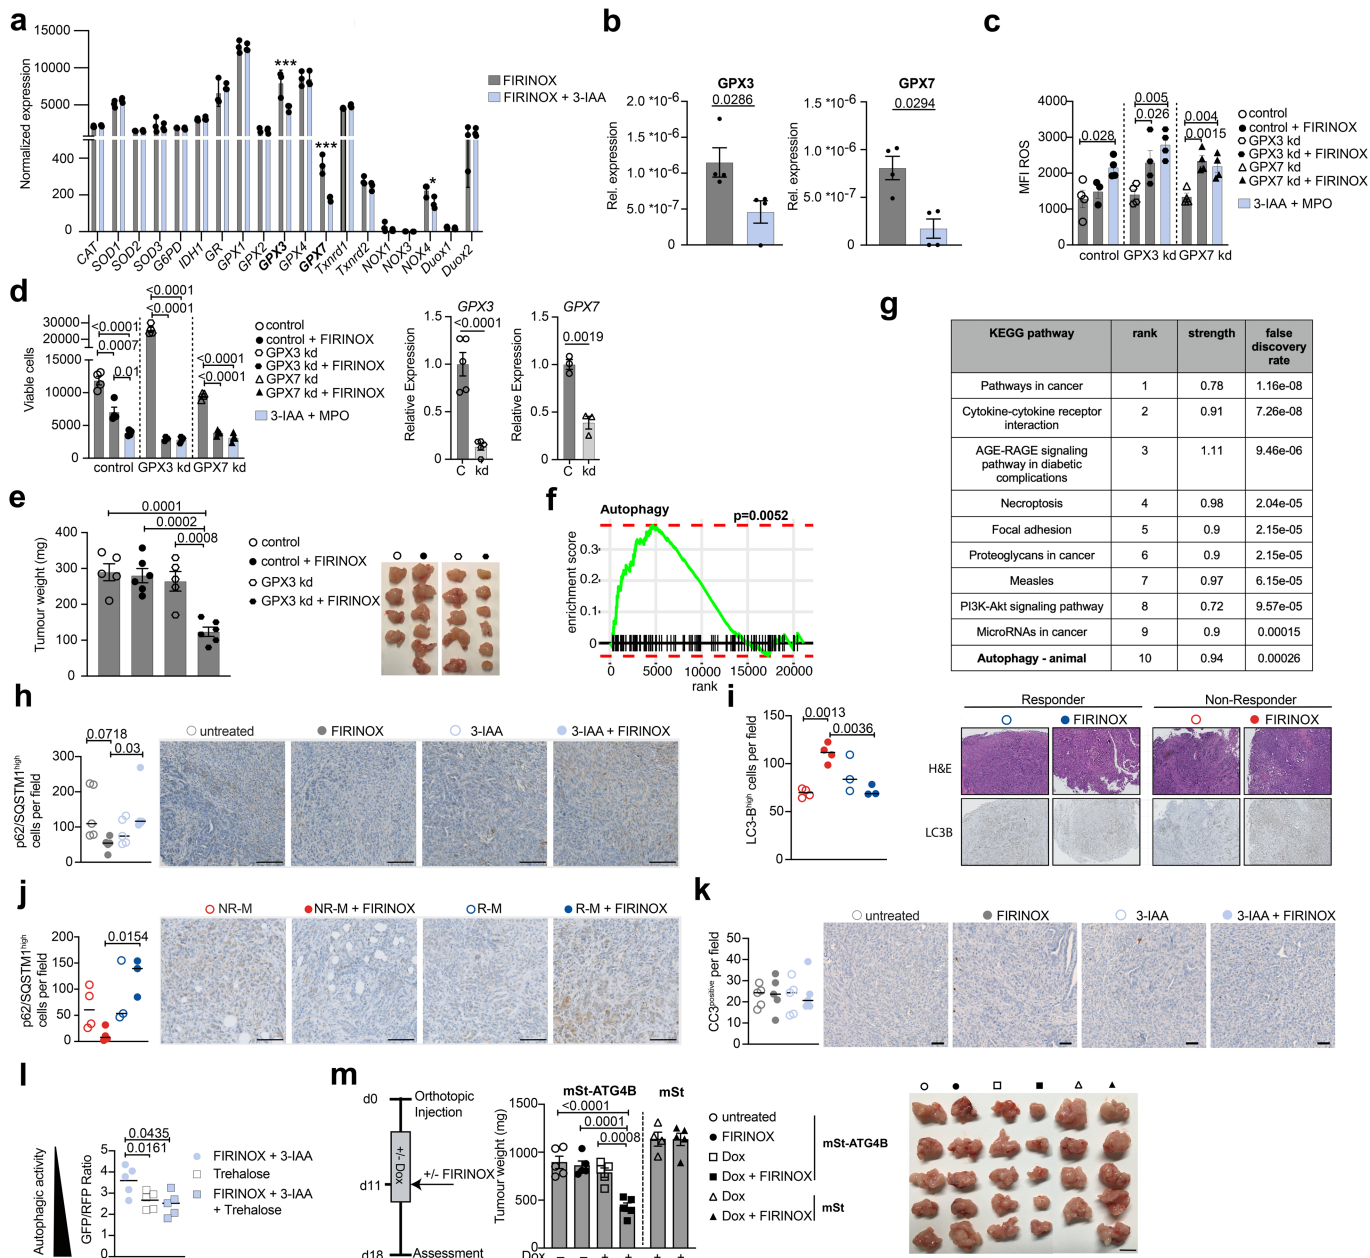 a
15000
10000
5000
400
200
0
Normalized expression
***
***
*
CAT
SOD1
SOD2
SOD3
G6PD
IDH1
GR
GPX1
GPX2
GPX3
GPX4
GPX7
Txnrd1
Txnrd2
NOX1
NOX3
NOX4
Duox1
Duox2
FIRINOX
FIRINOX + 3-IAA
b
GPX3
0.0286
2.0 *10⁻⁶
1.5 *10-6
1.0 *10-6
5.0 *10⁻⁷
0
Rel. expression
GPX7
0.0294
1.5 *10-6
1.0 *10-6
5.0 *10-7
0
Rel. expression
c
4000
3000
2000
1000
0
MFI ROS
0.028
0.005
0.026
0.004
0.0015
control
GPX3 kd
GPX7 kd
control
control + FIRINOX
GPX3 kd
GPX3 kd + FIRINOX
GPX7 kd
GPX7 kd + FIRINOX
3-IAA + MPO
d
30000
20000
15000
10000
5000
0
Viable cells
<0.0001
<0.0001
<0.0001
0.0007
0.01
<0.0001
<0.0001
control
GPX3 kd
GPX7 kd
control
control + FIRINOX
GPX3 kd
GPX3 kd + FIRINOX
GPX7 kd
GPX7 kd + FIRINOX
3-IAA + MPO
GPX3
<0.0001
1.5
1.0
0.5
0
Relative Expression
C kd
GPX7
0.0019
1.5
1.0
0.5
0
Relative Expression
C kd
e
0.0001
0.0002
0.0008
400
300
200
100
0
Tumour weight (mg)
control
control + FIRINOX
GPX3 kd
GPX3 kd + FIRINOX
f
Autophagy
p=0.0052
0.3
0.2
0.1
0
enrichment score
0
5000
10000
15000
20000
rank
g
KEGG pathway rank strength false discovery rate
Pathways in cancer 1 0.78 1.16e-08
Cytokine-cytokine receptor interaction 2 0.91 7.26e-08
AGE-RAGE signaling pathway in diabetic complications 3 1.11 9.46e-06
Necroptosis 4 0.98 2.04e-05
Focal adhesion 5 0.9 2.15e-05
Proteoglycans in cancer 6 0.9 2.15e-05
Measles 7 0.97 6.15e-05
PI3K-Akt signaling pathway 8 0.72 9.57e-05
MicroRNAs in cancer 9 0.9 0.00015
Autophagy - animal 10 0.94 0.00026
h
0.0718
0.03
300
200
100
0
p62/SQSTM1high
cells per field
untreated
FIRINOX
3-IAA
3-IAA + FIRINOX
i
0.0013
0.0036
150
100
50
0
LC3-Bhigh cells per field
Responder
Non-Responder
FIRINOX
FIRINOX
H&E
LC3B
j
0.0154
200
150
100
50
0
p62/SQSTM1high
cells per field
NR-M
NR-M + FIRINOX
R-M
R-M + FIRINOX
k
50
40
30
20
10
0
CC3positive per field
untreated
FIRINOX
3-IAA
3-IAA + FIRINOX
l
Autophagic activity
0.0435
0.0161
5
4
3
2
1
0
GFP/RFP Ratio
FIRINOX + 3-IAA
Trehalose
FIRINOX + 3-IAA
+ Trehalose
m
d0
Orthotopic
Injection
+/- Dox
+/- FIRINOX
d11
d18
Assessment
mSt-ATG4B
mSt
<0.0001
0.0001
0.0008
1500
1000
500
0
Tumour weight (mg)
Dox – – + + + +
untreated
FIRINOX
Dox
Dox + FIRINOX
mSt-ATG4B
Dox
Dox + FIRINOX
mSt